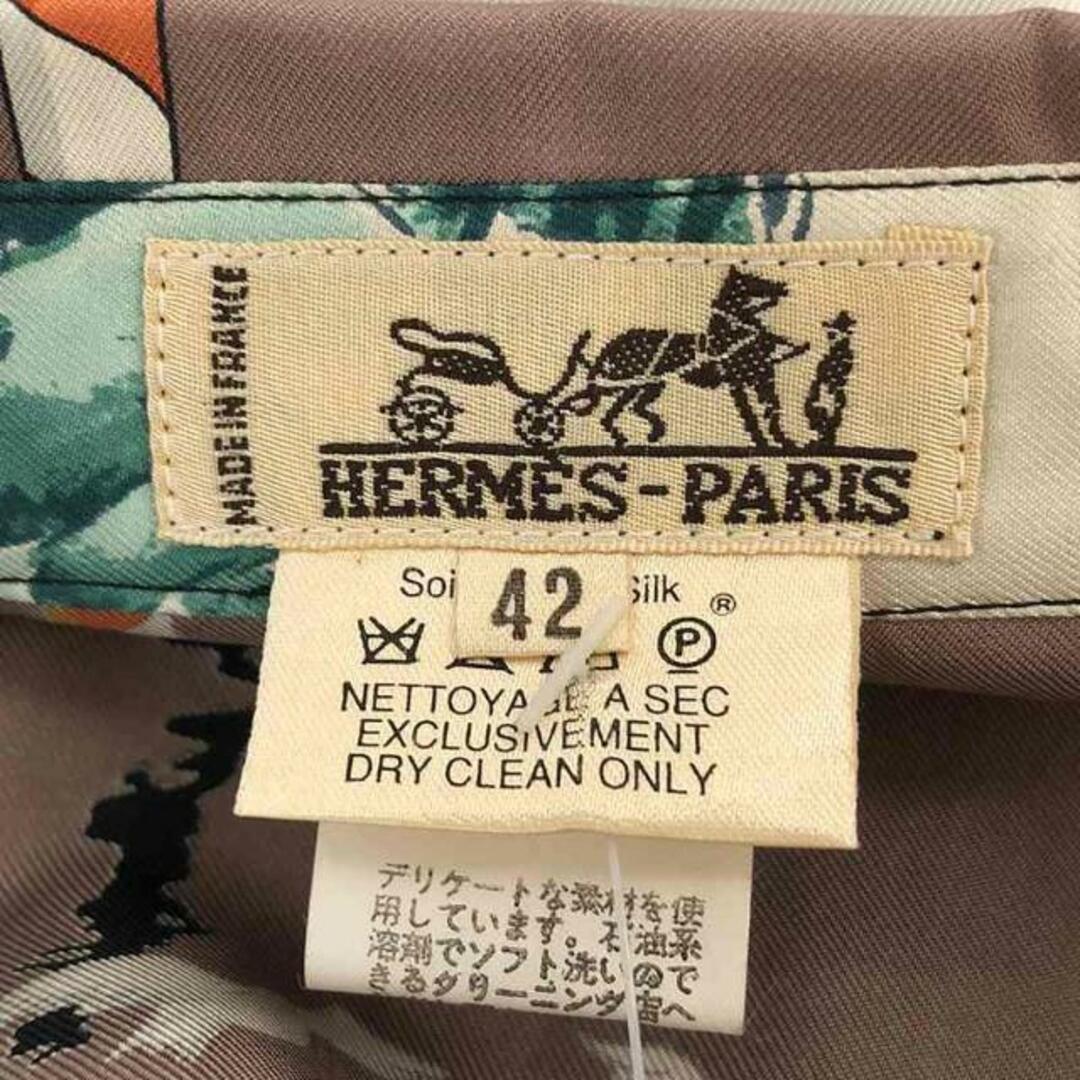 MADE IN FRANCE
HERMÈS-PARIS
Soi 42 Silk
P ®
NETTOYAGE A SEC
EXCLUSIVEMENT
DRY CLEAN ONLY
デリケートな素材を使
用しています。石油系
溶剤でソフト洗いので
きるクリーニング店へ